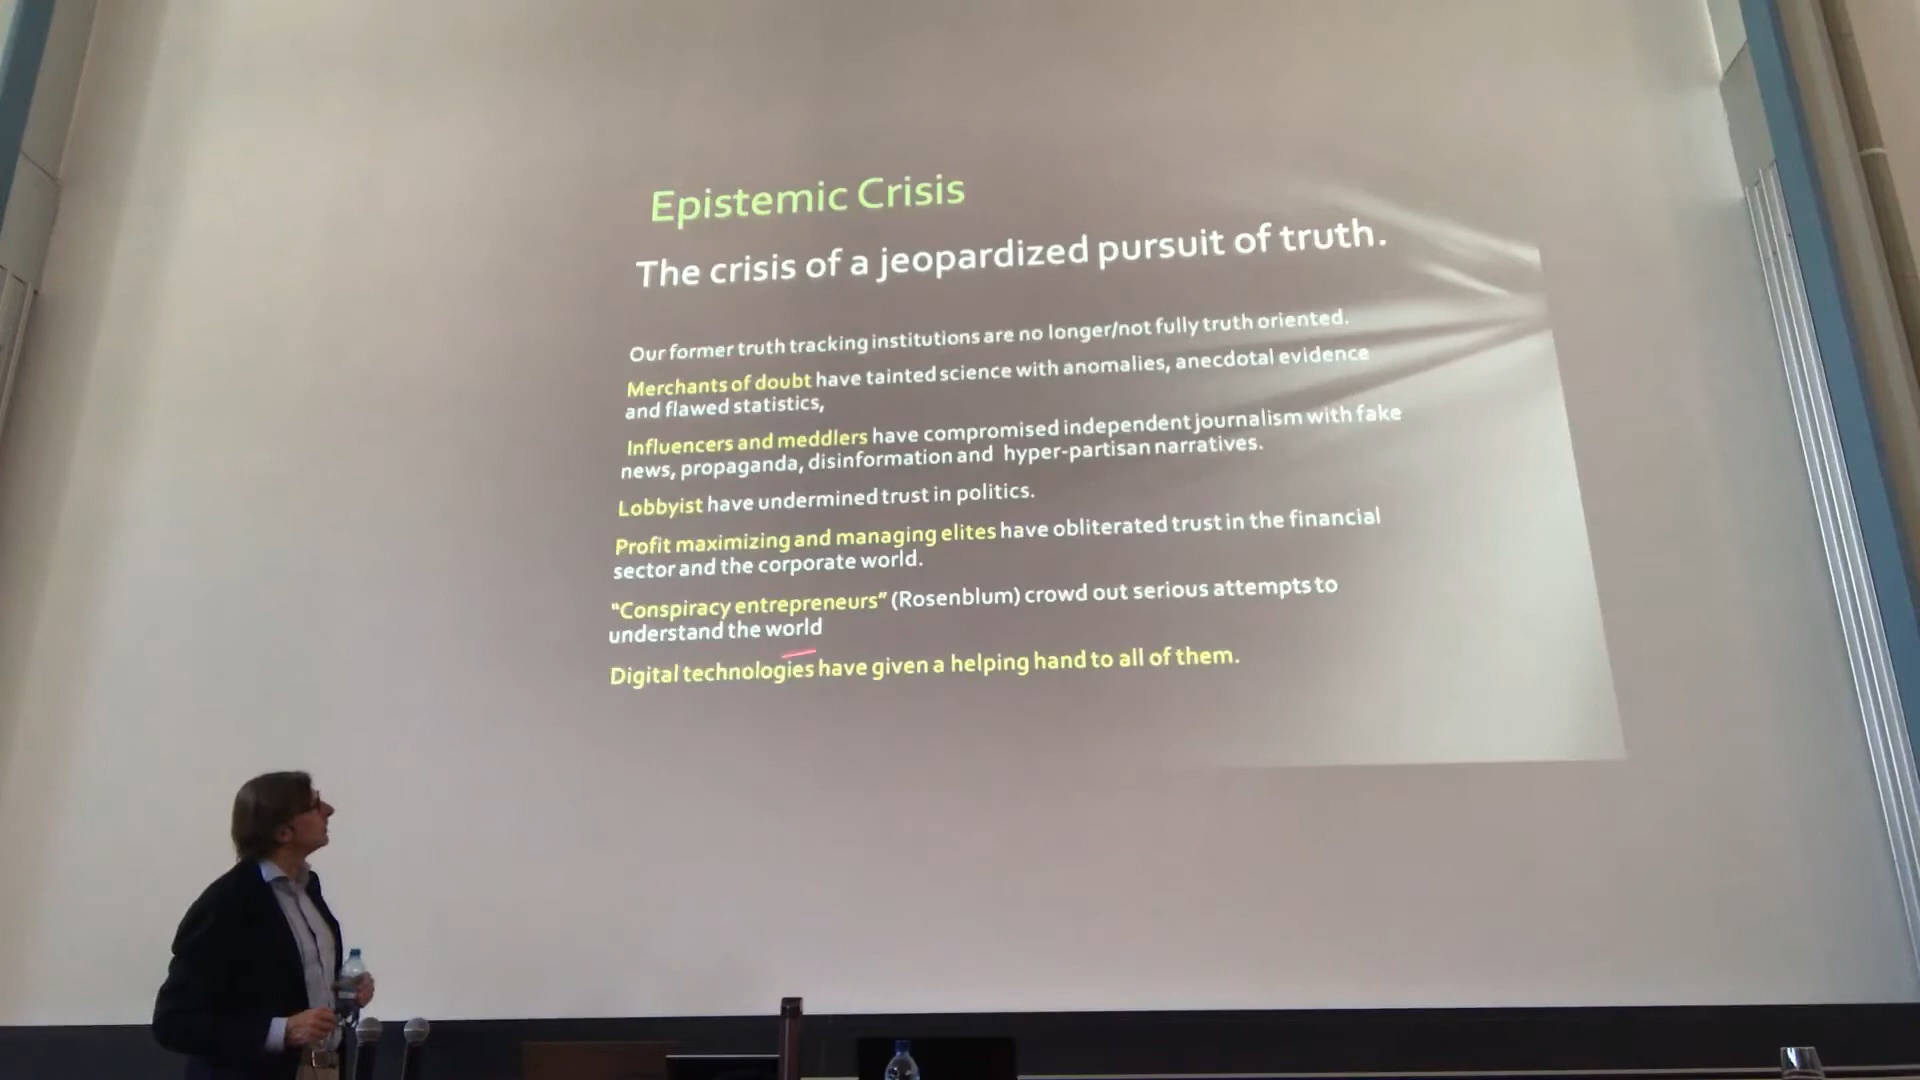 Epistemic Crisis
The crisis of a jeopardized pursuit of truth.
Our former truth tracking institutions are no longer/not fully truth oriented.
Merchants of doubt have tainted science with anomalies, anecdotal evidence
and flawed statistics,
Influencers and meddlers have compromised independent journalism with fake
news, propaganda, disinformation and hyper-partisan narratives.
Lobbyist have undermined trust in politics.
Profit maximizing and managing elites have obliterated trust in the financial
sector and the corporate world.
"Conspiracy entrepreneurs" (Rosenblum) crowd out serious attempts to
understand the world
Digital technologies have given a helping hand to all of them.